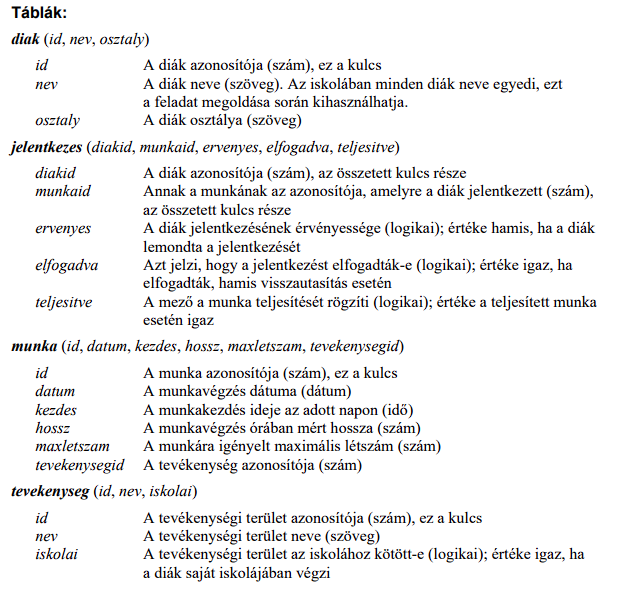 Táblák:
diak (id, nev, osztaly)
id A diák azonosítója (szám), ez a kulcs
nev A diák neve (szöveg). Az iskolában minden diák neve egyedi, ezt
a feladat megoldása során kihasználhatja.
osztaly A diák osztálya (szöveg)
jelentkezes (diakid, munkaid, ervenyes, elfogadva, teljesitve)
diakid A diák azonosítója (szám), az összetett kulcs része
munkaid Annak a munkának az azonosítója, amelyre a diák jelentkezett (szám),
az összetett kulcs része
ervenyes A diák jelentkezésének érvényessége (logikai); értéke hamis, ha a diák
lemondta a jelentkezését
elfogadva Azt jelzi, hogy a jelentkezést elfogadták-e (logikai); értéke igaz, ha
elfogadták, hamis visszautasítás esetén
teljesitve A mező a munka teljesítését rögzíti (logikai); értéke a teljesített munka
esetén igaz
munka (id, datum, kezdes, hossz, maxletszam, tevekenysegid)
id A munka azonosítója (szám), ez a kulcs
datum A munkavégzés dátuma (dátum)
kezdes A munkakezdés ideje az adott napon (idő)
hossz A munkavégzés órában mért hossza (szám)
maxletszam A munkára igényelt maximális létszám (szám)
tevekenysegid A tevékenység azonosítója (szám)
tevekenyseg (id, nev, iskolai)
id A tevékenységi terület azonosítója (szám), ez a kulcs
nev A tevékenységi terület neve (szöveg)
iskolai A tevékenységi terület az iskolához kötött-e (logikai); értéke igaz, ha
a diák saját iskolájában végzi